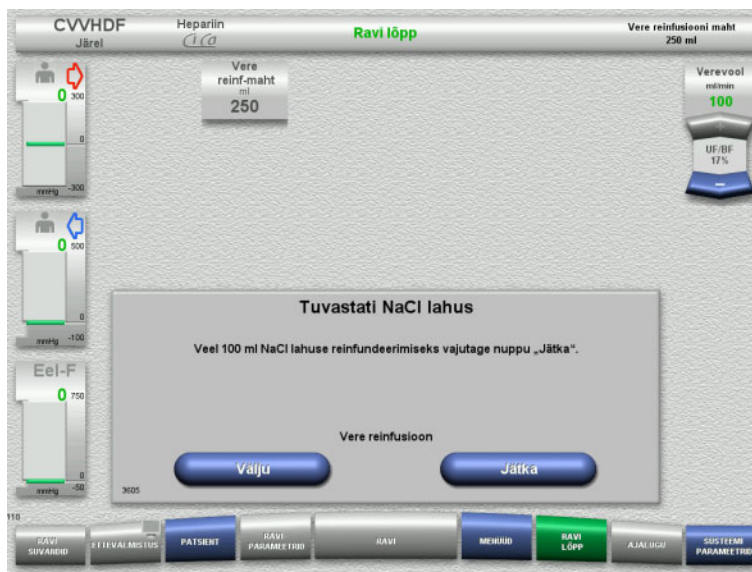 CVVHDF
Järel
Hepariin
Ci Ca
Ravi lõpp
Vere reinfusiooni maht
250 ml
0
300
0
-300
mmHg
Vere
reinf-maht
ml
250
Verevool
ml/min
100
+
UF/BF
17%
−
0
500
0
-100
mmHg
Eel-F
0
750
0
-50
mmHg
Tuvastati NaCl lahus
Veel 100 ml NaCl lahuse reinfundeerimiseks vajutage nuppu „Jätka“.
Vere reinfusioon
Välju
Jätka
3605
110
RAVI
SUVANDID
ETTEVALMISTUS
PATSIENT
RAVI
PARAMEETRID
RAVI
MENÜÜD
RAVI
LÕPP
AJALUGU
SÜSTEEMI
PARAMEETRID